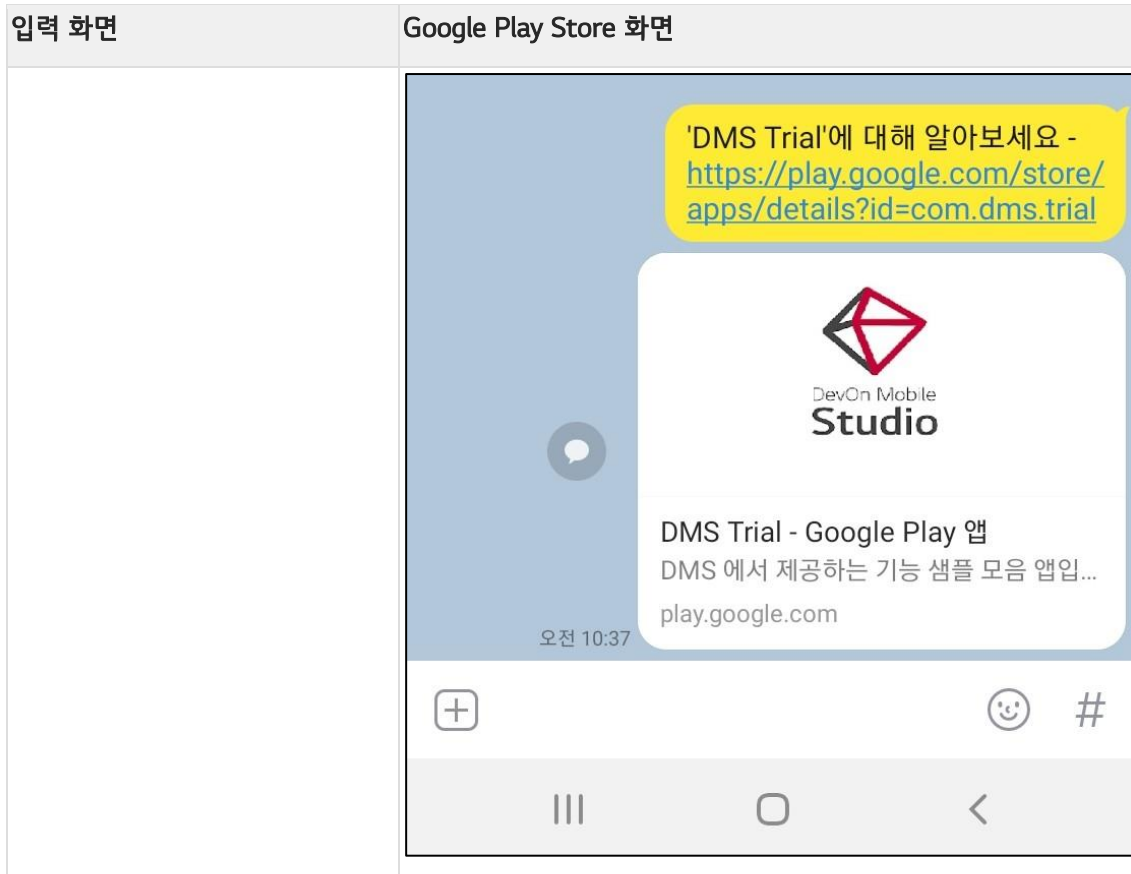 입력 화면
Google Play Store 화면
'DMS Trial'에 대해 알아보세요 -
https://play.google.com/store/
apps/details?id=com.dms.trial
DevOn Mobile
Studio
DMS Trial - Google Play 앱
DMS 에서 제공하는 기능 샘플 모음 앱입...
play.google.com
오전 10:37
#